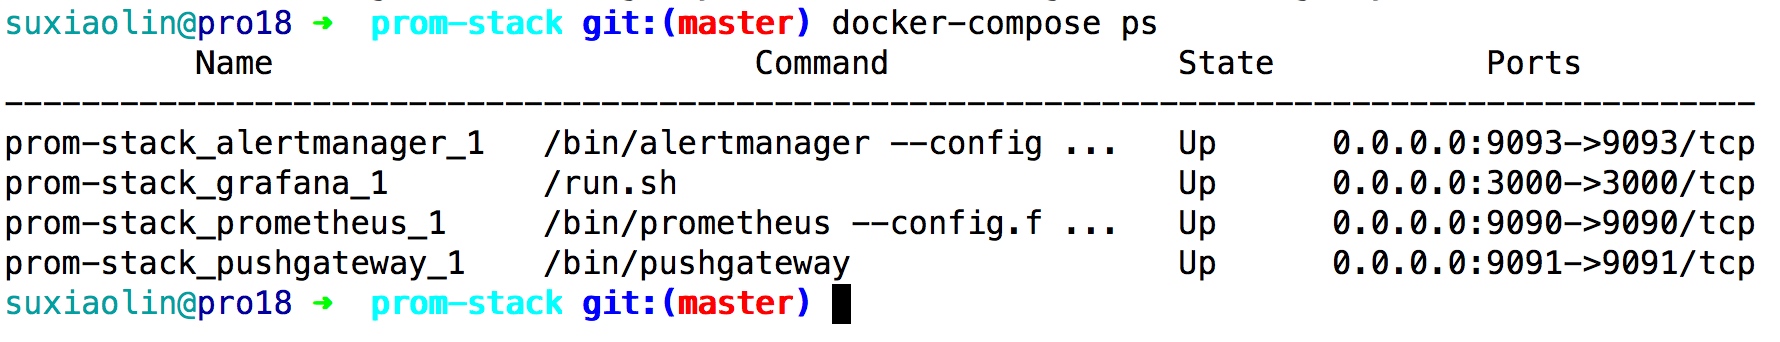 suxiaolin@pro18 ➜  prom-stack git:(master) docker-compose ps
          Name                         Command               State           Ports
-------------------------------------------------------------------------------------------
prom-stack_alertmanager_1   /bin/alertmanager --config ...   Up      0.0.0.0:9093->9093/tcp
prom-stack_grafana_1        /run.sh                          Up      0.0.0.0:3000->3000/tcp
prom-stack_prometheus_1     /bin/prometheus --config.f ...   Up      0.0.0.0:9090->9090/tcp
prom-stack_pushgateway_1    /bin/pushgateway                 Up      0.0.0.0:9091->9091/tcp
suxiaolin@pro18 ➜  prom-stack git:(master)